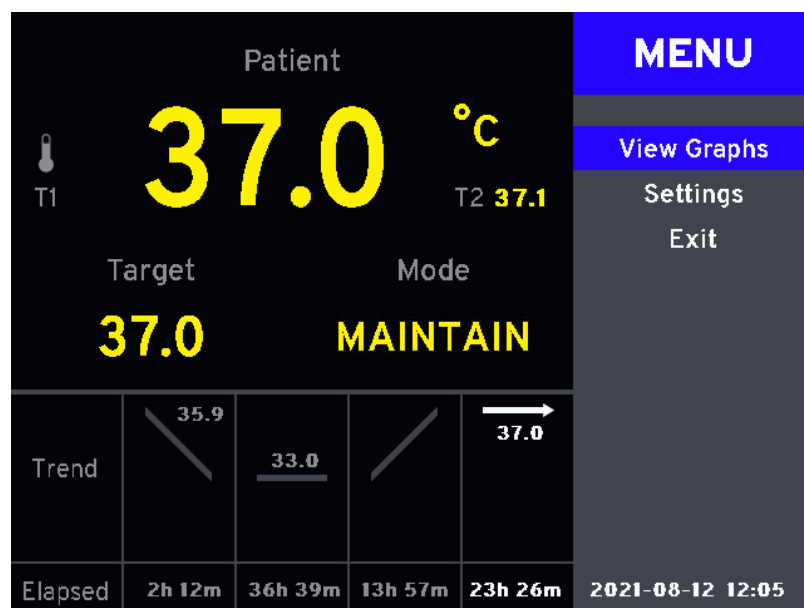 Patient
MENU
37.0 °C
T1
T2 37.1
View Graphs
Settings
Exit
Target
Mode
37.0
MAINTAIN
Trend
35.9
33.0
37.0
Elapsed
2h 12m
36h 39m
13h 57m
23h 26m
2021-08-12 12:05